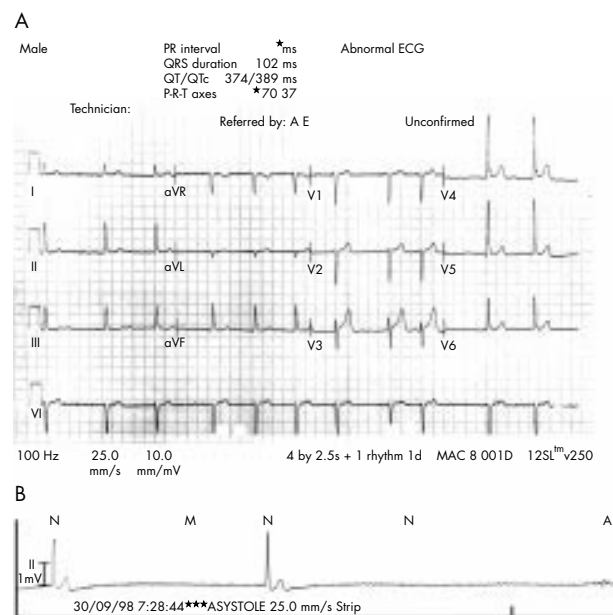 A
Male PR interval ★ms Abnormal ECG
QRS duration 102 ms
QT/QTc 374/389 ms
P-R-T axes ★70 37
Technician:
Referred by: A E Unconfirmed
I aVR V1 V4
II aVL V2 V5
III aVF V3 V6
VI
100 Hz 25.0 10.0 4 by 2.5s + 1 rhythm 1d MAC 8 001D 12SLtmv250
mm/s mm/mV
B
N M N N A
II
1mV
30/09/98 7:28:44★★★ASYSTOLE 25.0 mm/s Strip